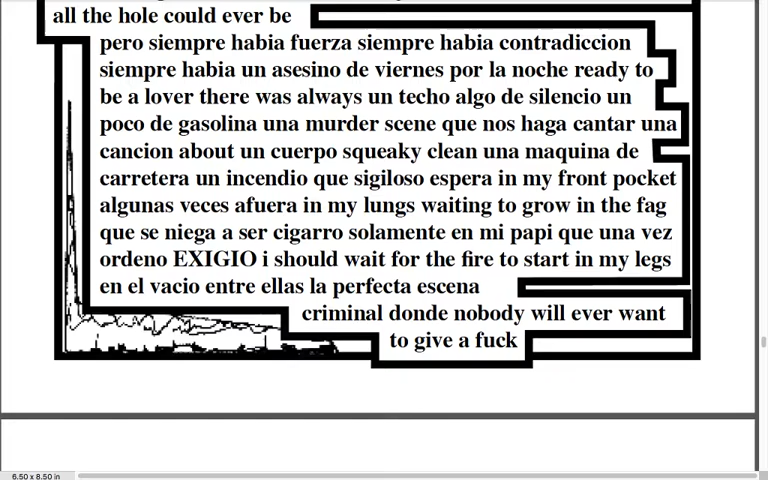 all the hole could ever be
pero siempre habia fuerza siempre habia contradiccion
siempre habia un asesino de viernes por la noche ready to
be a lover there was always un techo algo de silencio un
poco de gasolina una murder scene que nos haga cantar una
cancion about un cuerpo squeaky clean una maquina de
carretera un incendio que sigiloso espera in my front pocket
algunas veces afuera in my lungs waiting to grow in the fag
que se niega a ser cigarro solamente en mi papi que una vez
ordeno EXIGIO i should wait for the fire to start in my legs
en el vacio entre ellas la perfecta escena
criminal donde nobody will ever want
to give a fuck
6.50 x 8.50 in